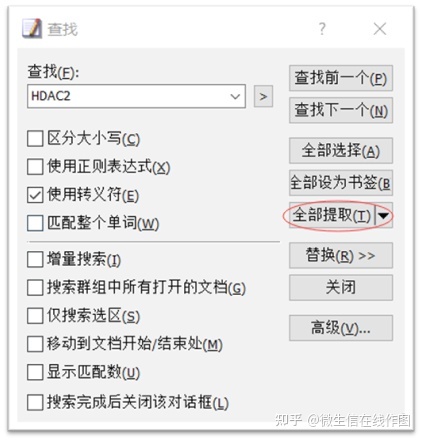 查找
?
查找(F):
HDAC2
>
查找前一个(P)
查找下一个(N)
区分大小写(C)
使用正则表达式(X)
使用转义符(E)
匹配整个单词(W)
全部选择(A)
全部设为书签(B
全部提取(T)
替换(R) >>
关闭
高级(V)...
增量搜索(I)
搜索群组中所有打开的文档(G)
仅搜索选区(S)
移动到文档开始/结束处(M)
显示匹配数(U)
搜索完成后关闭该对话框(L)
知乎 @微生信在线作图